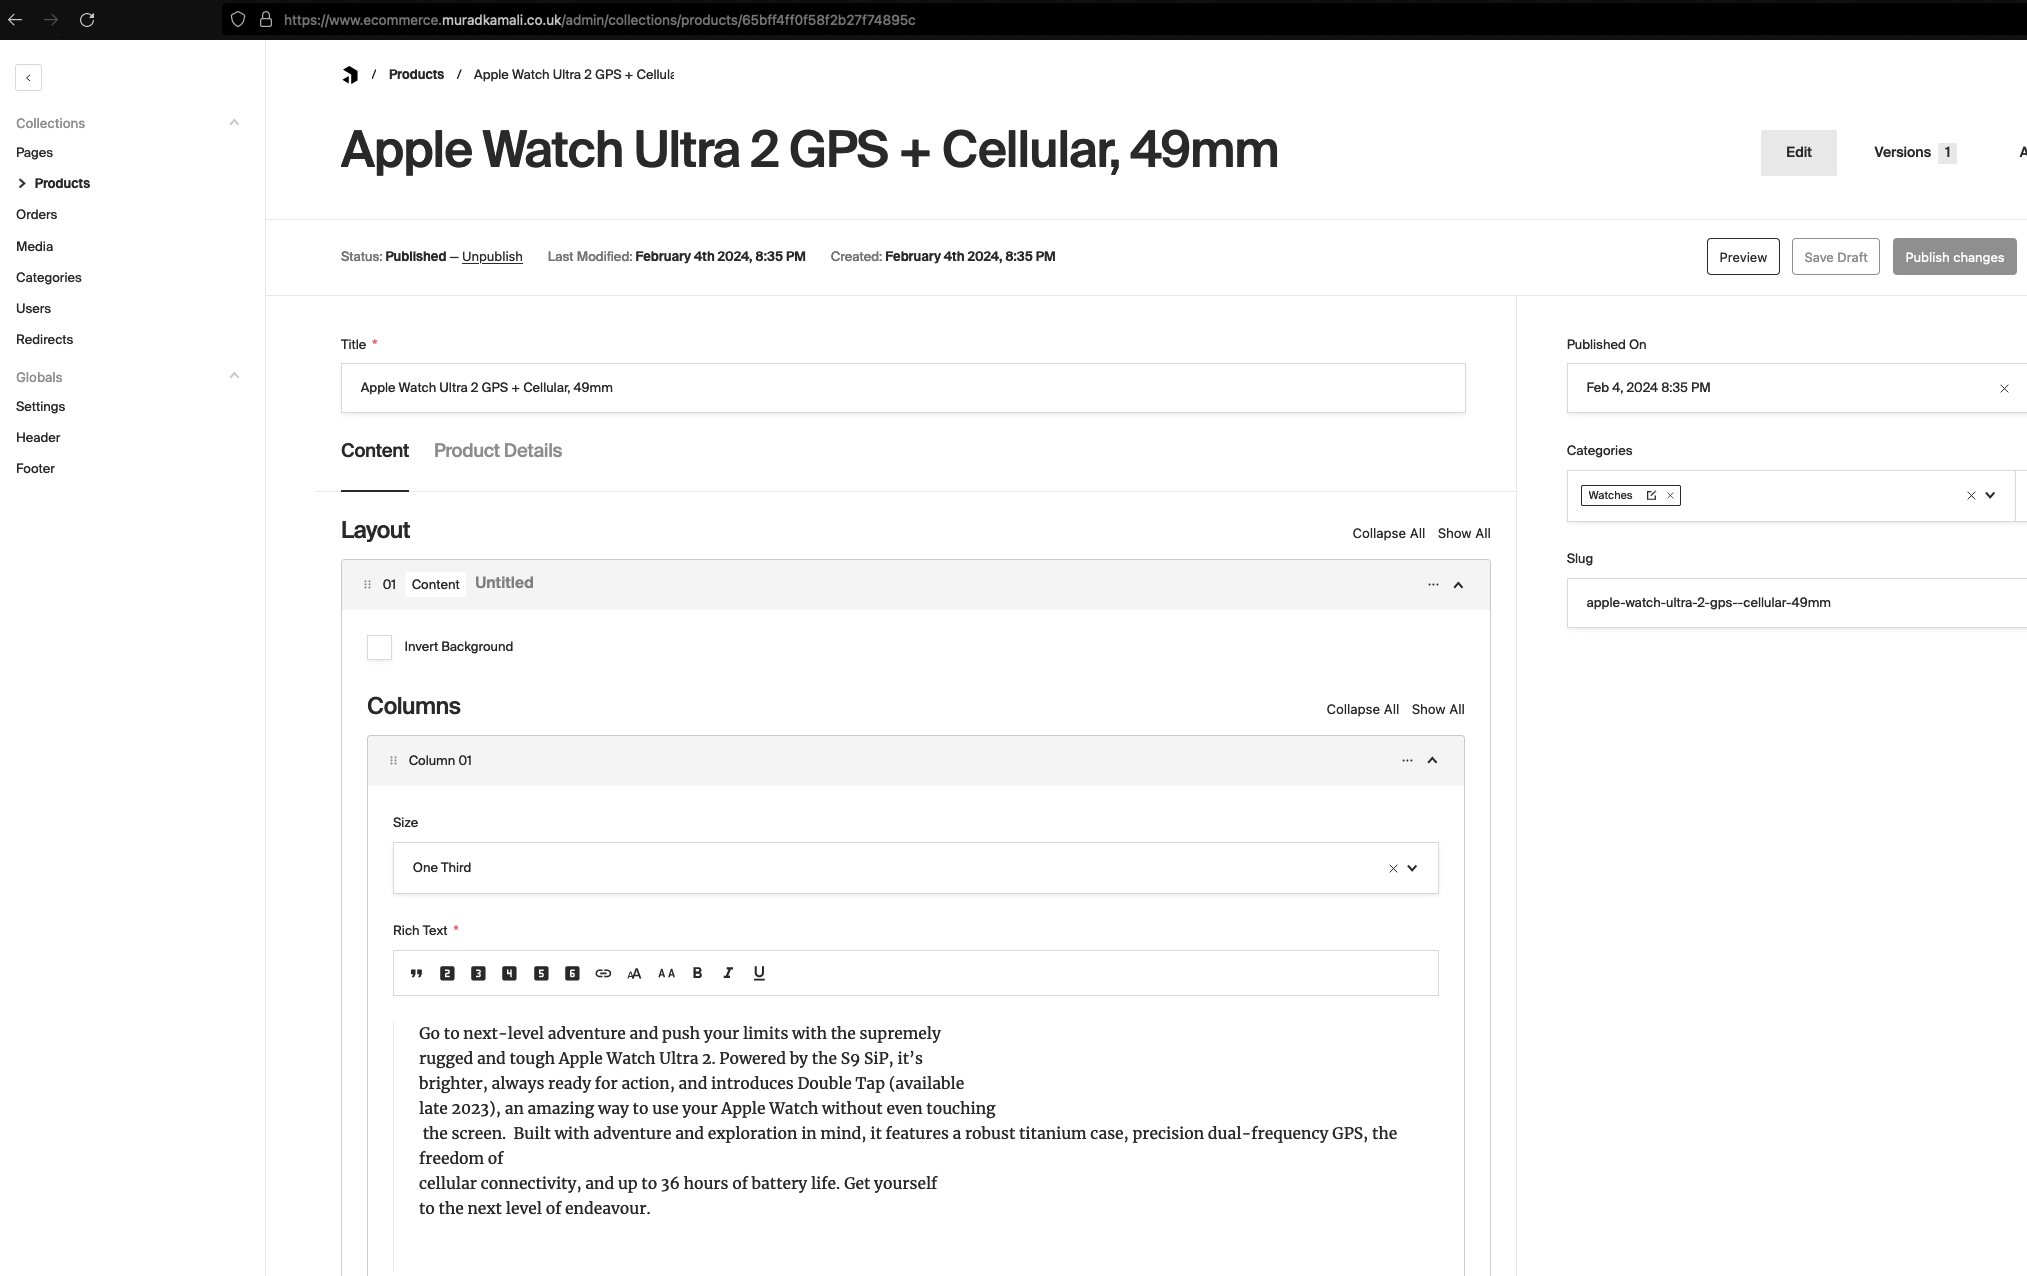 https://www.ecommerce.muradkamali.co.uk/admin/collections/products/65bff4ff0f58f2b27f74895c
/ Products / Apple Watch Ultra 2 GPS + Cellula
Collections
Pages
Products
Orders
Media
Categories
Users
Redirects
Globals
Settings
Header
Footer
Apple Watch Ultra 2 GPS + Cellular, 49mm
Edit Versions 1 A
Status: Published — Unpublish Last Modified: February 4th 2024, 8:35 PM Created: February 4th 2024, 8:35 PM
Preview Save Draft Publish changes
Title *
Apple Watch Ultra 2 GPS + Cellular, 49mm
Content Product Details
Layout
Collapse All Show All
01 Content Untitled
Invert Background
Columns
Collapse All Show All
Column 01
Size
One Third
Rich Text *
2 3 4 5 6 AA A A B I U
Go to next-level adventure and push your limits with the supremely
rugged and tough Apple Watch Ultra 2. Powered by the S9 SiP, it’s
brighter, always ready for action, and introduces Double Tap (available
late 2023), an amazing way to use your Apple Watch without even touching
the screen. Built with adventure and exploration in mind, it features a robust titanium case, precision dual-frequency GPS, the
freedom of
cellular connectivity, and up to 36 hours of battery life. Get yourself
to the next level of endeavour.
Published On
Feb 4, 2024 8:35 PM
Categories
Watches
Slug
apple-watch-ultra-2-gps--cellular-49mm